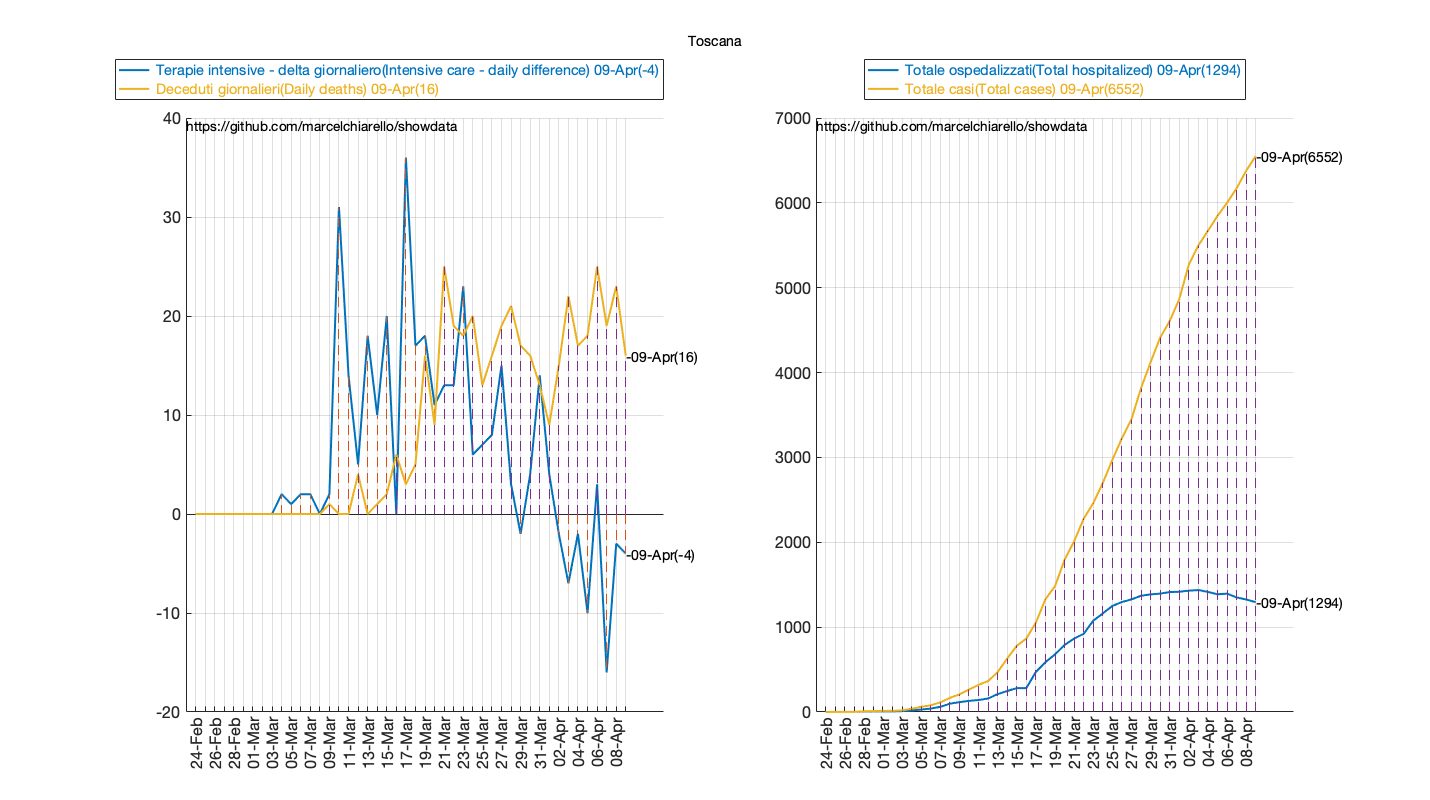 Toscana
Terapie intensive - delta giornaliero(Intensive care - daily difference) 09-Apr(-4)
Deceduti giornalieri(Daily deaths) 09-Apr(16)
https://github.com/marcelchiarello/showdata
40
30
20
10
0
-10
-20
-09-Apr(16)
-09-Apr(-4)
24-Feb
26-Feb
28-Feb
01-Mar
03-Mar
05-Mar
07-Mar
09-Mar
11-Mar
13-Mar
15-Mar
17-Mar
19-Mar
21-Mar
23-Mar
25-Mar
27-Mar
29-Mar
31-Mar
02-Apr
04-Apr
06-Apr
08-Apr
Totale ospedalizzati(Total hospitalized) 09-Apr(1294)
Totale casi(Total cases) 09-Apr(6552)
https://github.com/marcelchiarello/showdata
7000
6000
5000
4000
3000
2000
1000
0
-09-Apr(6552)
-09-Apr(1294)
24-Feb
26-Feb
28-Feb
01-Mar
03-Mar
05-Mar
07-Mar
09-Mar
11-Mar
13-Mar
15-Mar
17-Mar
19-Mar
21-Mar
23-Mar
25-Mar
27-Mar
29-Mar
31-Mar
02-Apr
04-Apr
06-Apr
08-Apr